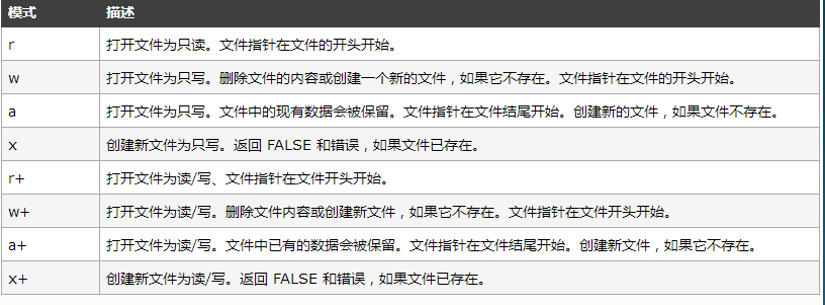 模式 描述
r 打开文件为只读。文件指针在文件的开头开始。
w 打开文件为只写。删除文件的内容或创建一个新的文件，如果它不存在。文件指针在文件的开头开始。
a 打开文件为只写。文件中的现有数据会被保留。文件指针在文件结尾开始。创建新的文件，如果文件不存在。
x 创建新文件为只写。返回 FALSE 和错误，如果文件已存在。
r+ 打开文件为读/写、文件指针在文件开头开始。
w+ 打开文件为读/写。删除文件内容或创建新文件，如果它不存在。文件指针在文件开头开始。
a+ 打开文件为读/写。文件中已有的数据会被保留。文件指针在文件结尾开始。创建新文件，如果它不存在。
x+ 创建新文件为读/写。返回 FALSE 和错误，如果文件已存在。